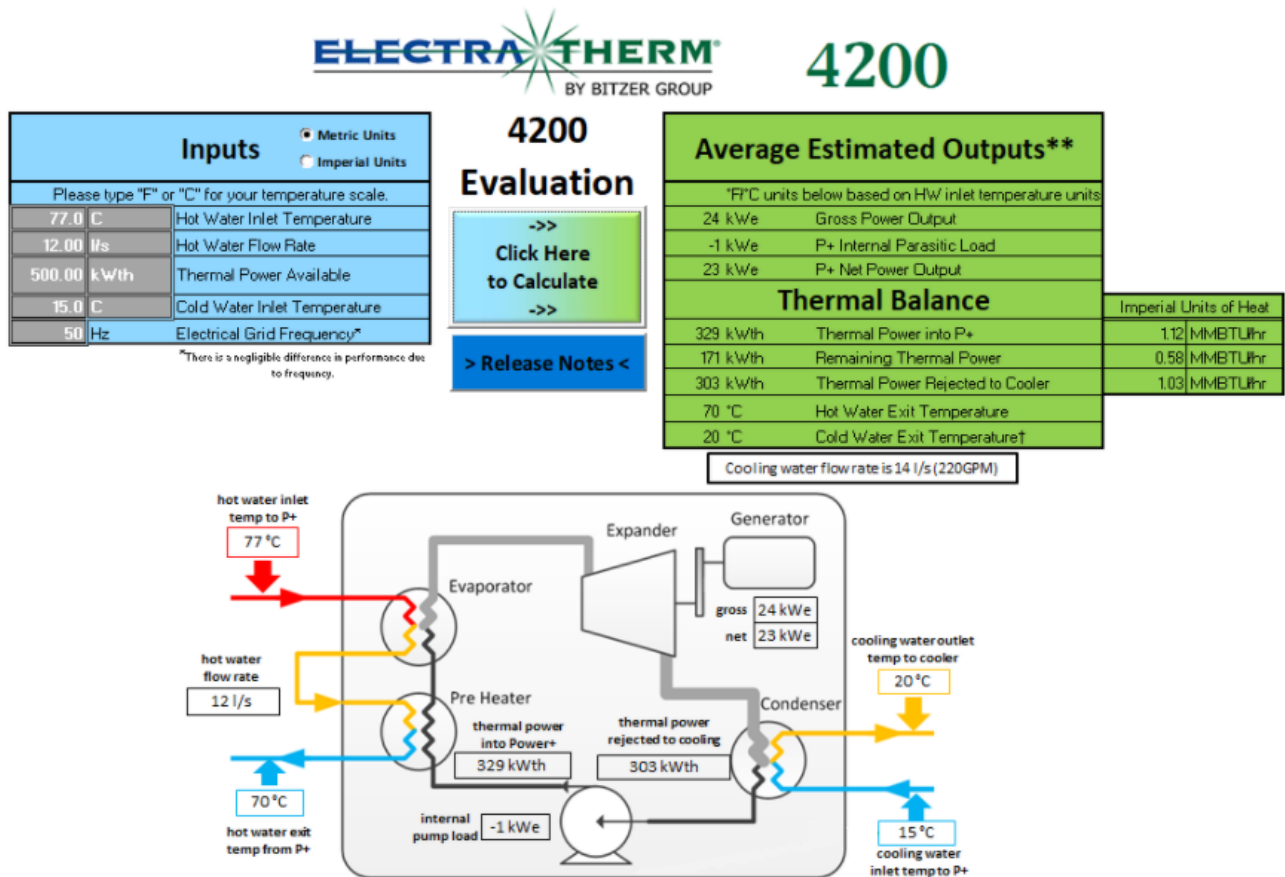 ELECTRATHERM®
BY BITZER GROUP
4200
Inputs
Metric Units
Imperial Units
Please type "F" or "C" for your temperature scale.
77.0 C Hot Water Inlet Temperature
12.00 l/s Hot Water Flow Rate
500.00 kWth Thermal Power Available
15.0 C Cold Water Inlet Temperature
50 Hz Electrical Grid Frequency*
*There is a negligible difference in performance due
to frequency.
4200
Evaluation
->>
Click Here
to Calculate
->>
> Release Notes <
Average Estimated Outputs**
°F/°C units below based on HW inlet temperature units
24 kWe Gross Power Output
-1 kWe P+ Internal Parasitic Load
23 kWe P+ Net Power Output
Thermal Balance
Imperial Units of Heat
329 kWth Thermal Power into P+ 1.12 MMBTU/hr
171 kWth Remaining Thermal Power 0.58 MMBTU/hr
303 kWth Thermal Power Rejected to Cooler 1.03 MMBTU/hr
70 °C Hot Water Exit Temperature
20 °C Cold Water Exit Temperature†
Cooling water flow rate is 14 l/s (220GPM)
hot water inlet
temp to P+
77 °C
Evaporator
Expander
Generator
gross 24 kWe
net 23 kWe
hot water
flow rate
12 l/s
cooling water outlet
temp to cooler
20 °C
Pre Heater
Condenser
thermal power
into Power+
329 kWth
thermal power
rejected to cooling
303 kWth
70 °C
hot water exit
temp from P+
internal
pump load
-1 kWe
15 °C
cooling water
inlet temp to P+